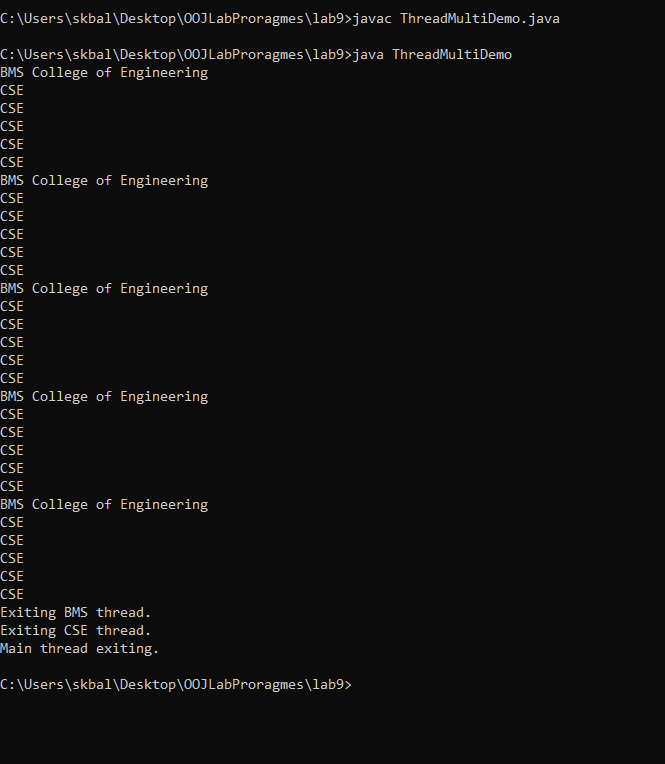 C:\Users\skbal\Desktop\OOJLabProragmes\lab9>javac ThreadMultiDemo.java
C:\Users\skbal\Desktop\OOJLabProragmes\lab9>java ThreadMultiDemo
BMS College of Engineering
CSE
CSE
CSE
CSE
CSE
BMS College of Engineering
CSE
CSE
CSE
CSE
CSE
BMS College of Engineering
CSE
CSE
CSE
CSE
CSE
BMS College of Engineering
CSE
CSE
CSE
CSE
CSE
BMS College of Engineering
CSE
CSE
CSE
CSE
CSE
Exiting BMS thread.
Exiting CSE thread.
Main thread exiting.
C:\Users\skbal\Desktop\OOJLabProragmes\lab9>